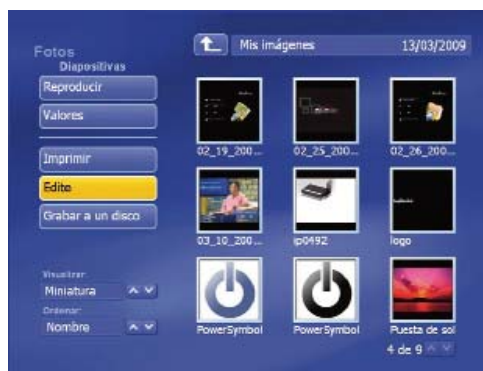 Fotos
Diapositivas
Reproducir
Valores
Imprimir
Edite
Grabar a un disco
Visualizar
Miniatura
Ordenar
Nombre
Mis imágenes 13/03/2009
02_19_200... 02_25_200... 02_26_200...
03_10_200... ip0492 logo
PowerSymbol PowerSymbol Puesta de sol
4 de 9